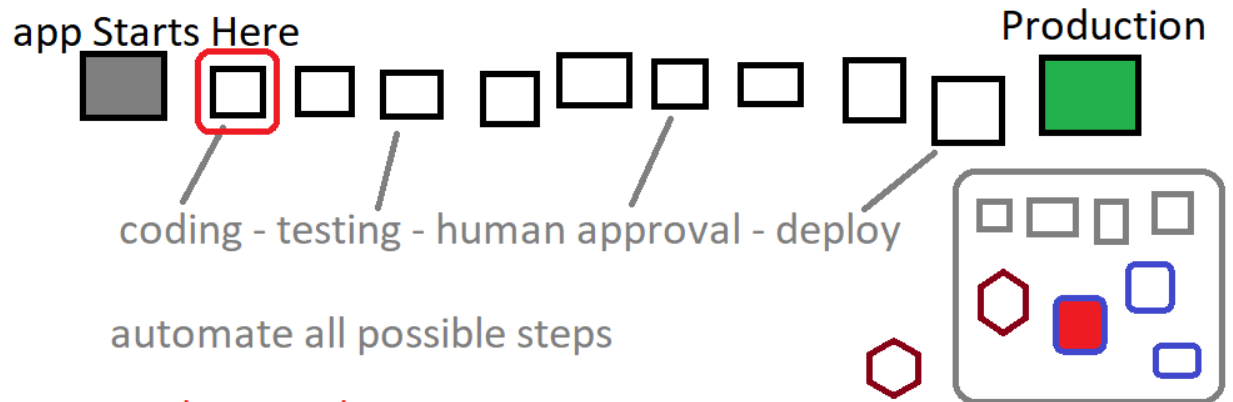 app Starts Here
Production
coding - testing - human approval - deploy
automate all possible steps